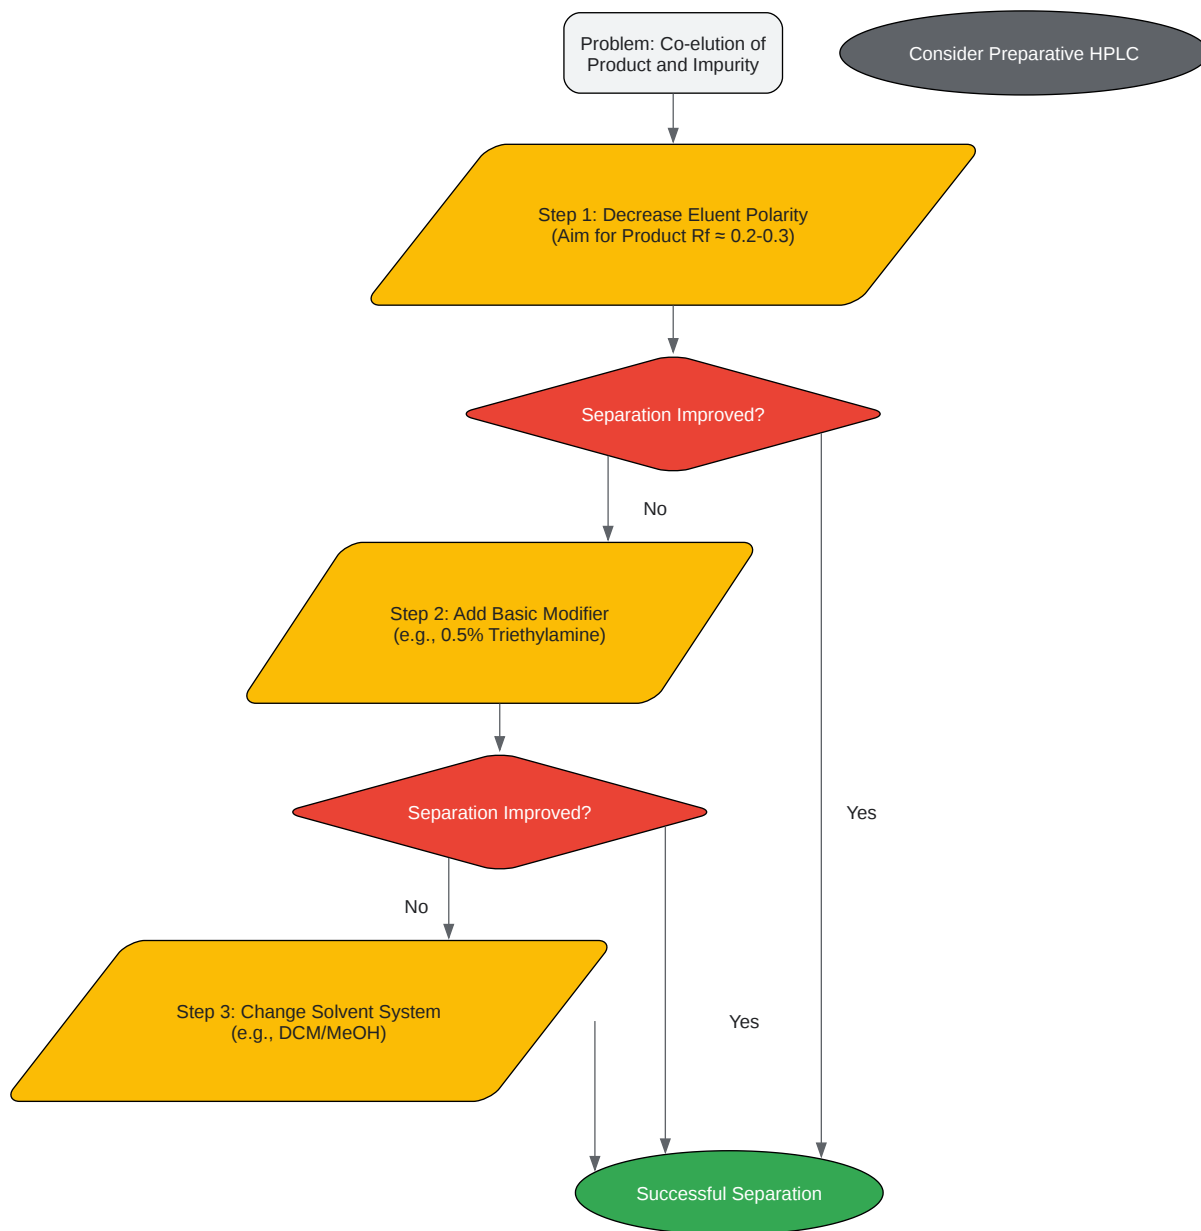 Problem: Co-elution of
Product and Impurity
Consider Preparative HPLC
Step 1: Decrease Eluent Polarity
(Aim for Product Rf ≈ 0.2-0.3)
Separation Improved?
No
Step 2: Add Basic Modifier
(e.g., 0.5% Triethylamine)
Separation Improved?
Yes
No
Step 3: Change Solvent System
(e.g., DCM/MeOH)
Yes
Successful Separation